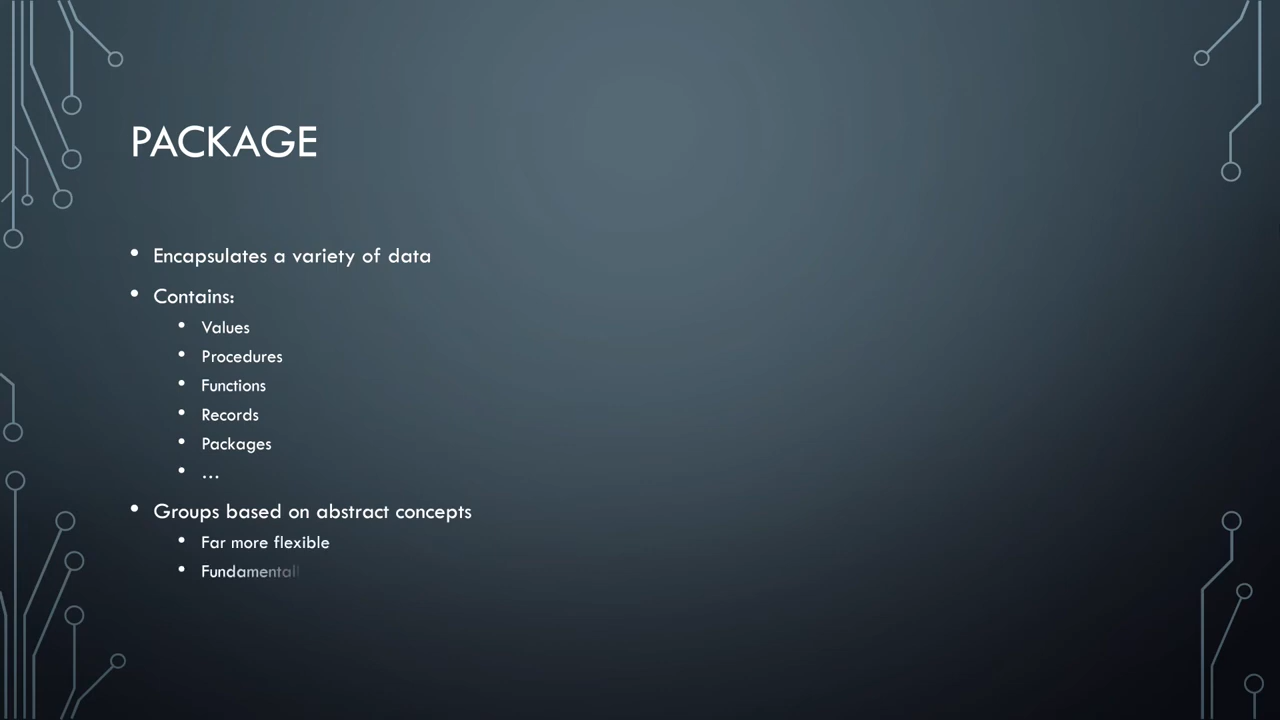 PACKAGE
• Encapsulates a variety of data
• Contains:
• Values
• Procedures
• Functions
• Records
• Packages
• ...
• Groups based on abstract concepts
• Far more flexible
• Fundamentall